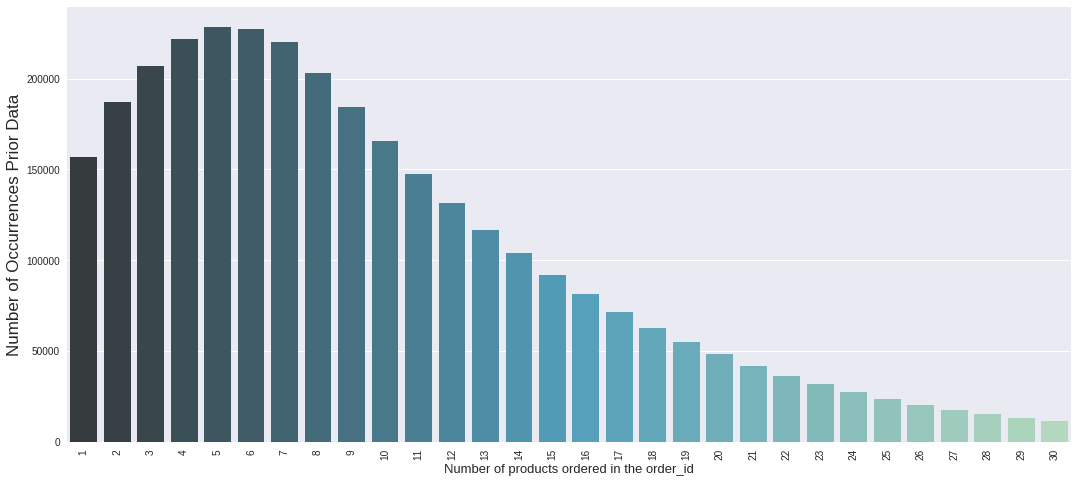 Number of Occurrences Prior Data
200000
150000
100000
50000
0
1 2 3 4 5 6 7 8 9 10 11 12 13 14 15 16 17 18 19 20 21 22 23 24 25 26 27 28 29 30
Number of products ordered in the order_id